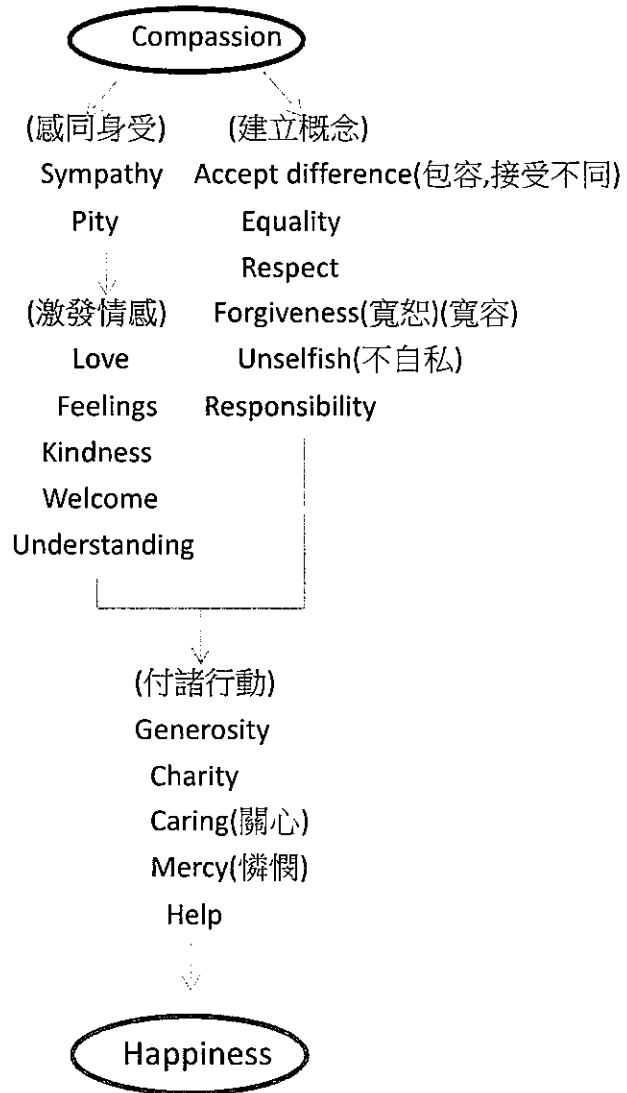 Compassion
(感同身受) (建立概念)
Sympathy Accept difference(包容,接受不同)
Pity Equality
Respect
(激發情感) Forgiveness(寬恕)(寬容)
Love Unselfish(不自私)
Feelings Responsibility
Kindness
Welcome
Understanding
(付諸行動)
Generosity
Charity
Caring(關心)
Mercy(憐憫)
Help
Happiness